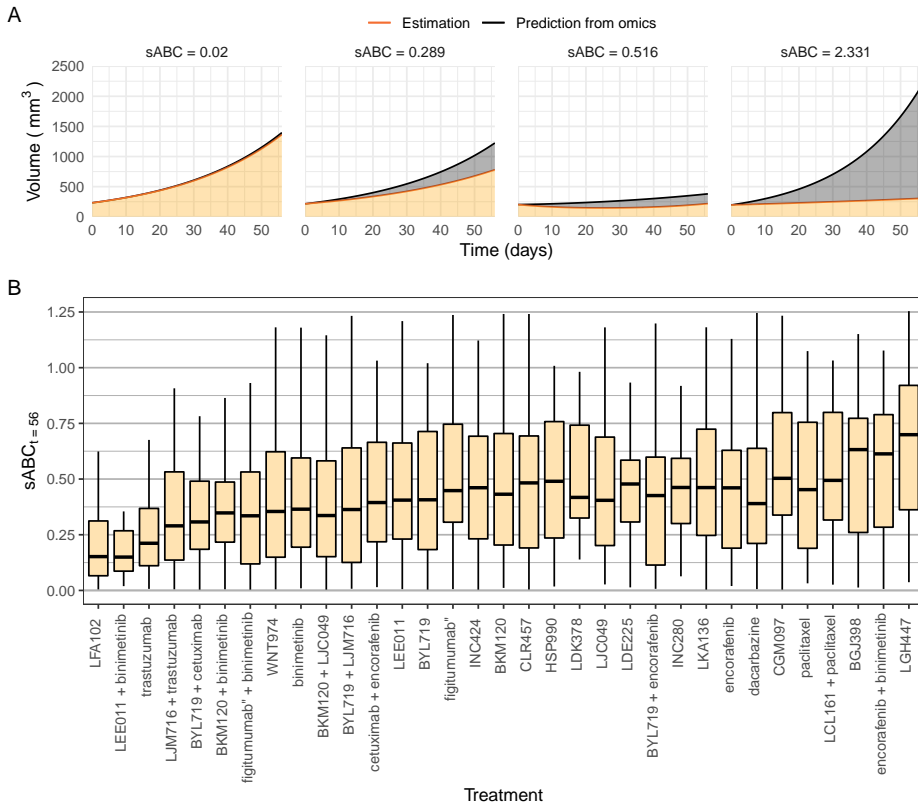 A
Estimation Prediction from omics
sABC = 0.02 sABC = 0.289 sABC = 0.516 sABC = 2.331
2500
2000
1500
1000
500
0
Volume ( mm³ )
0 10 20 30 40 50 0 10 20 30 40 50 0 10 20 30 40 50 0 10 20 30 40 50
Time (days)
B
1.25
1.00
0.75
0.50
0.25
0.00
sABC t = 56
LFA102
LEE011 + binimetinib
trastuzumab
LJM716 + trastuzumab
BYL719 + cetuximab
BKM120 + binimetinib
figitumumab" + binimetinib
WNT974
binimetinib
BKM120 + LJC049
BYL719 + LJM716
cetuximab + encorafenib
LEE011
BYL719
figitumumab"
INC424
BKM120
CLR457
HSP990
LDK378
LJC049
LDE225
BYL719 + encorafenib
INC280
LKA136
encorafenib
dacarbazine
CGM097
paclitaxel
LCL161 + paclitaxel
BGJ398
encorafenib + binimetinib
LGH447
Treatment